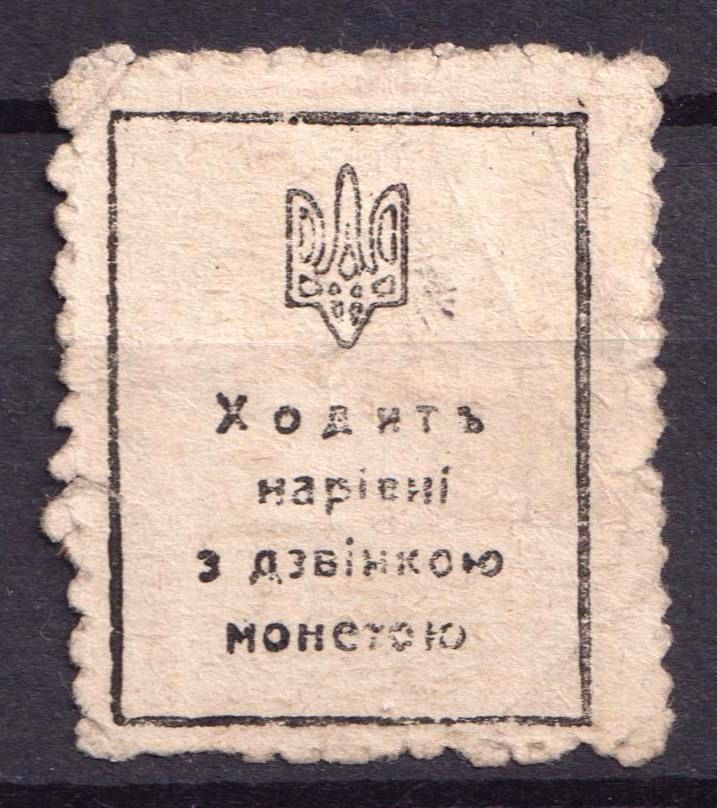 Ходить
нарівні
з дзвінкою
монетою